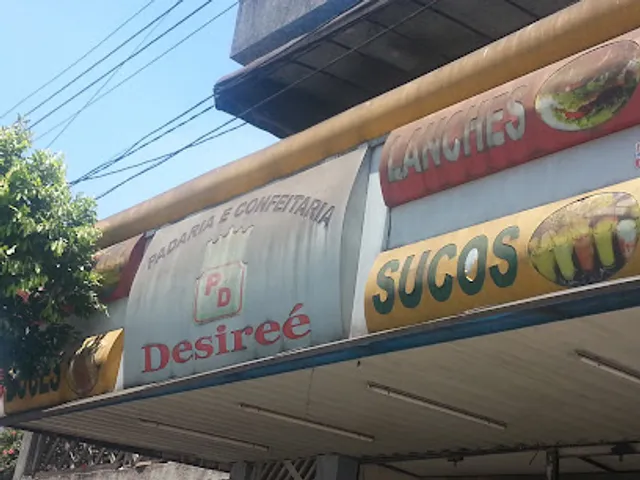 PADARIA E CONFEITARIA
PD
Desireé
LANCHES
SUCOS